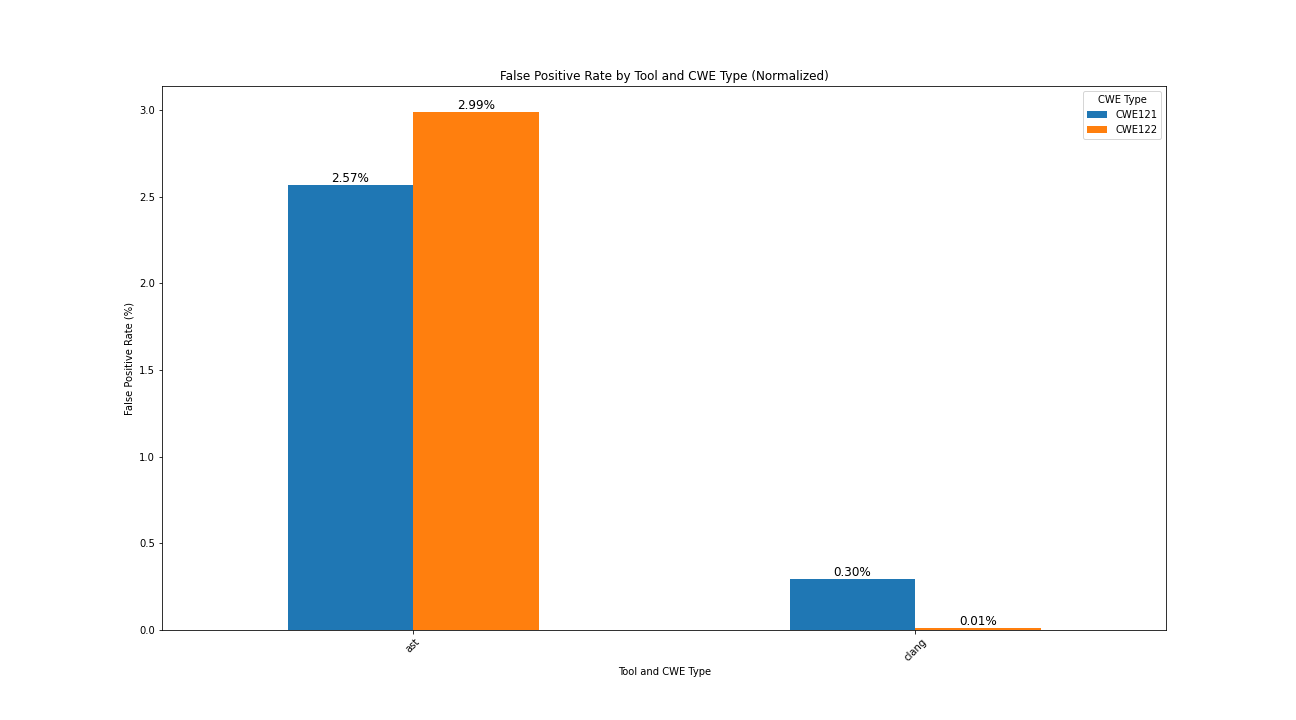 False Positive Rate by Tool and CWE Type (Normalized)
CWE Type
CWE121
CWE122
3.0
2.5
2.0
1.5
1.0
0.5
0.0
False Positive Rate (%)
2.57%
2.99%
0.30%
0.01%
ast
clang
Tool and CWE Type